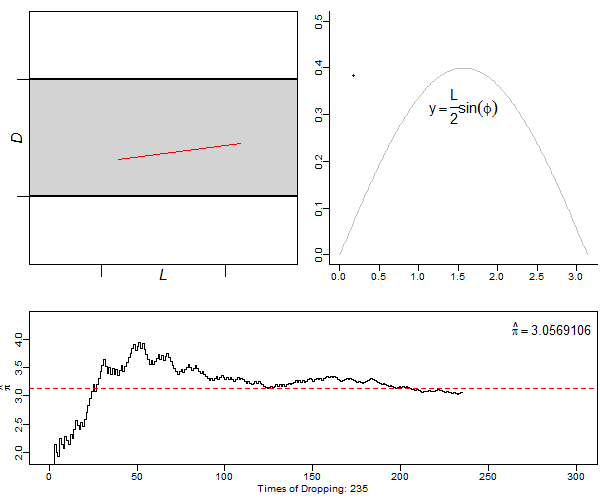 D
L
0.5
0.4
0.3
0.2
0.1
0.0
y = L/2 sin(ϕ)
0.0 0.5 1.0 1.5 2.0 2.5 3.0
π̂ = 3.0569106
4.0
3.5
3.0
2.5
2.0
π̂
0 50 100 150 200 250 300
Times of Dropping: 235